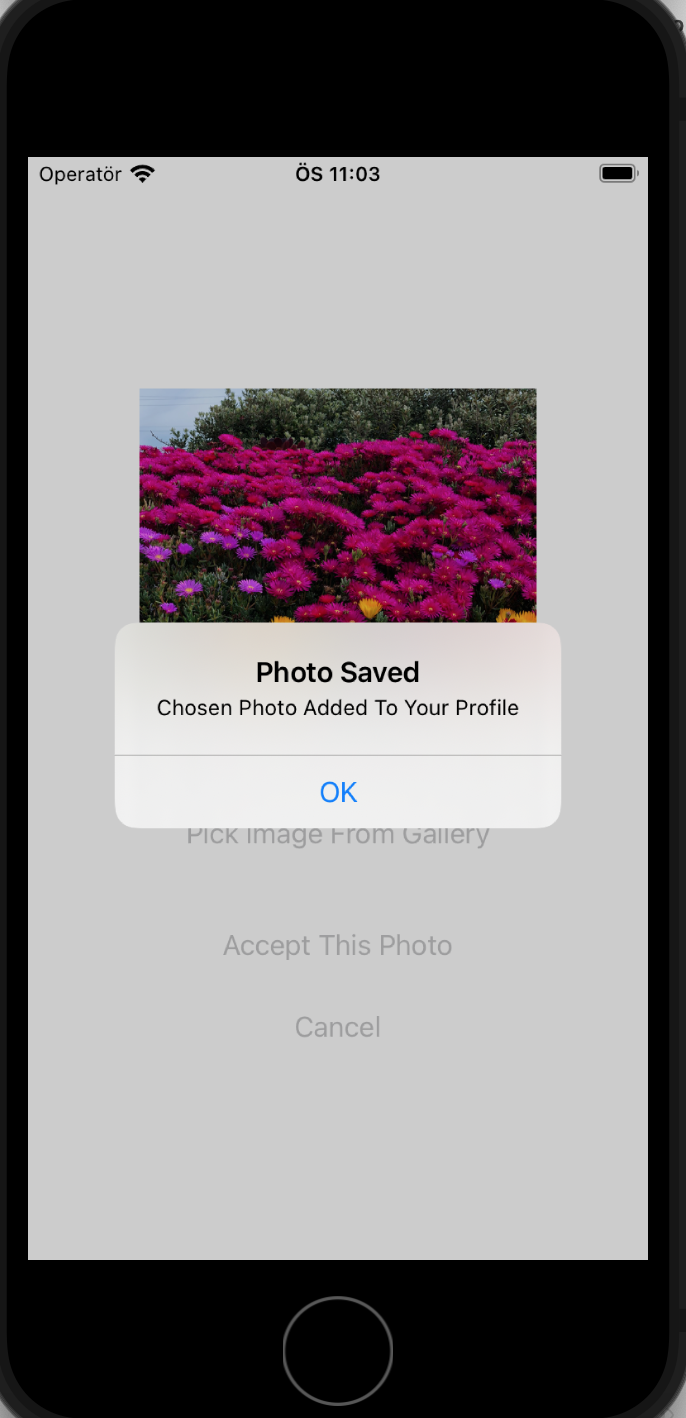 Operatör ÖS 11:03
Photo Saved
Chosen Photo Added To Your Profile
OK
Pick Image From Gallery
Accept This Photo
Cancel